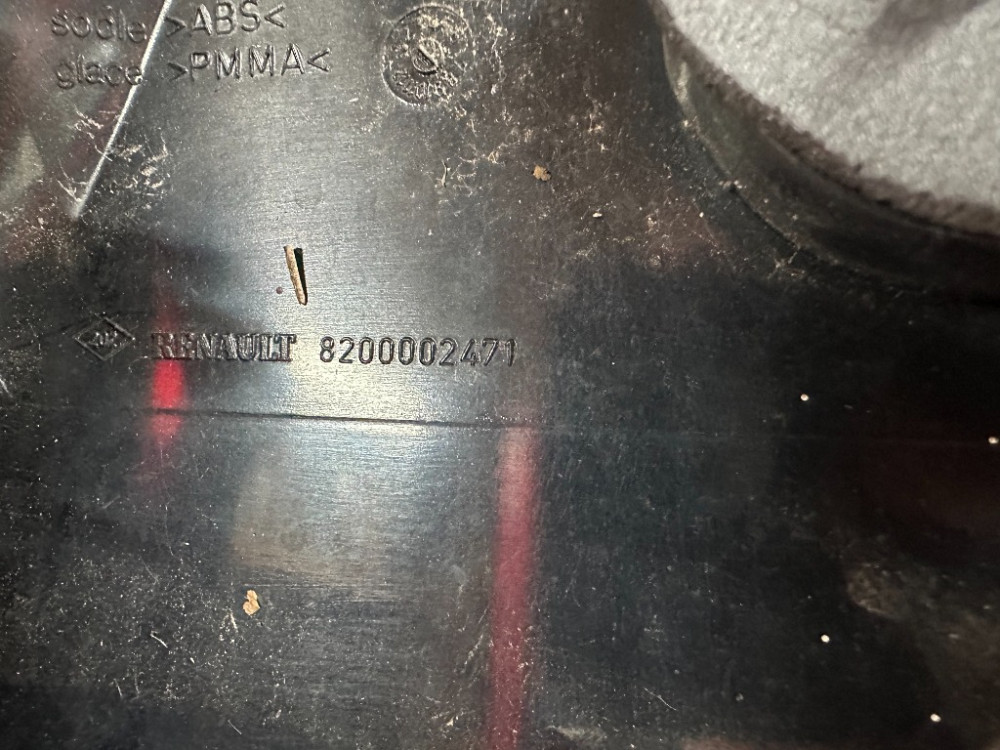 socle >ABS<
glace >PMMA<
RENAULT 8200002471